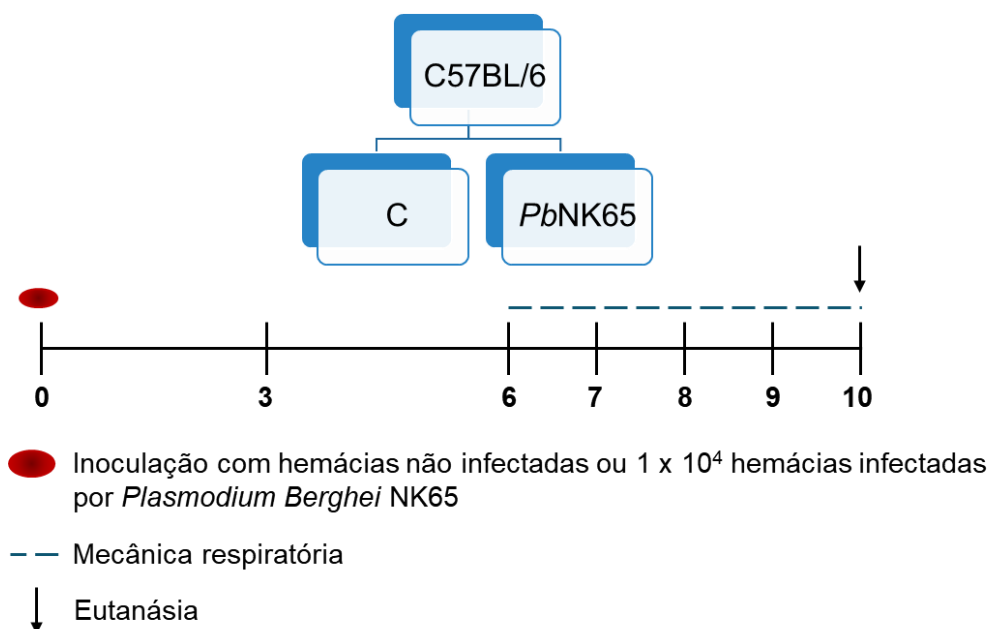 C57BL/6
C
PbNK65
0
3
6
7
8
9
10
Inoculação com hemácias não infectadas ou 1 x 10⁴ hemácias infectadas
por Plasmodium Berghei NK65
Mecânica respiratória
Eutanásia